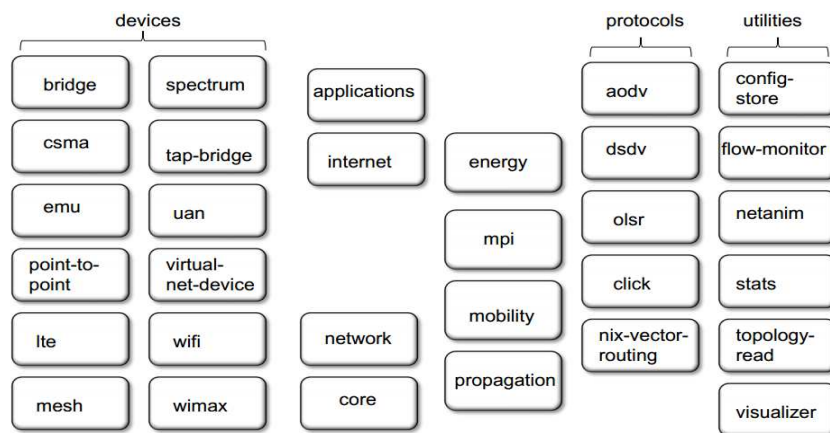 devices
protocols
utilities
bridge
spectrum
applications
aodv
config-
store
csma
tap-bridge
internet
energy
dsdv
flow-monitor
emu
uan
mpi
olsr
netanim
point-to-
point
virtual-
net-device
mobility
click
stats
lte
wifi
network
propagation
nix-vector-
routing
topology-
read
mesh
wimax
core
visualizer